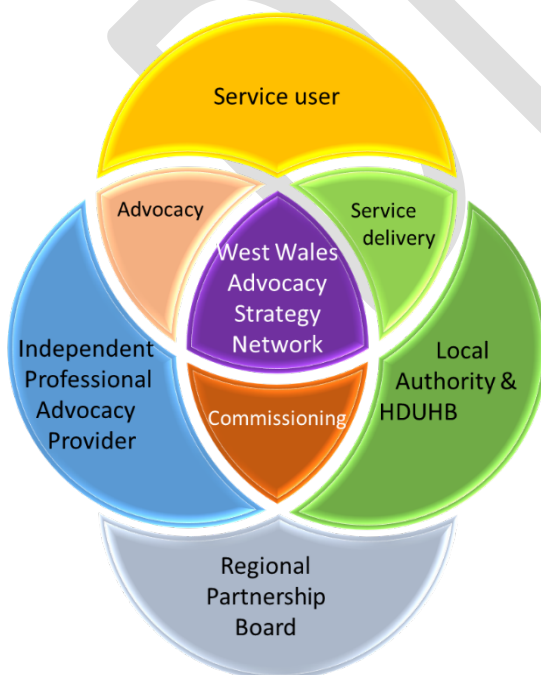 Service user
Advocacy
Service
delivery
West Wales
Advocacy
Strategy
Network
Independent
Professional
Advocacy
Provider
Local
Authority &
HDUHB
Commissioning
Regional
Partnership
Board